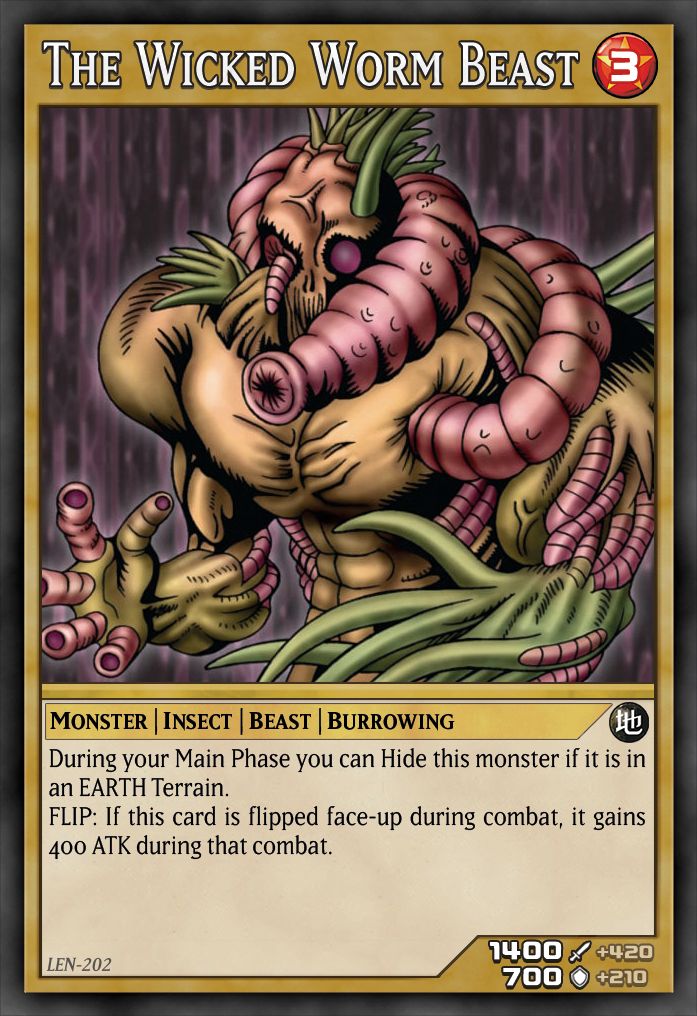 THE WICKED WORM BEAST 3
MONSTER | INSECT | BEAST | BURROWING
During your Main Phase you can Hide this monster if it is in
an EARTH Terrain.
FLIP: If this card is flipped face-up during combat, it gains
400 ATK during that combat.
1400 +420
LEN-202 700 +210